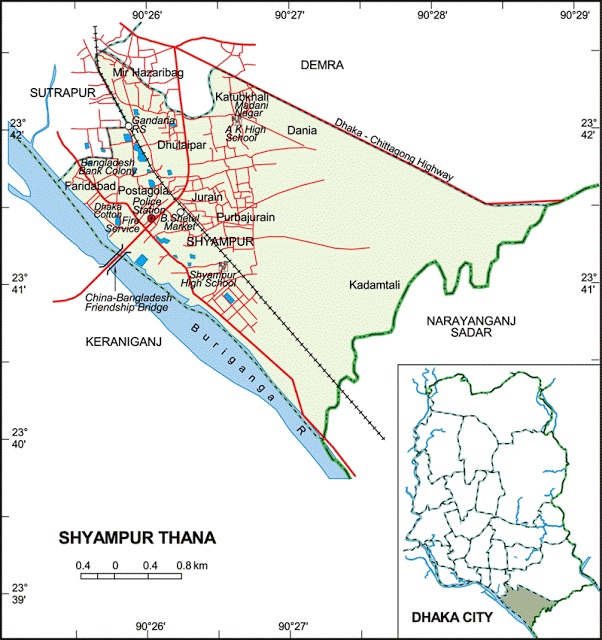 90°26'
90°27'
90°28'
90°29'
DEMRA
Mir Hazaribag
SUTRAPUR
Katubkhali
Madani
Nagar
23°
42'
Gandaria
RS
A K High
School
Dania
Dhaka - Chittagong Highway
42'
Dhulaipar
Bangladesh
Bank Colony
Faridabad
Postagola
Jurain
Police
Station
Dhaka
Cotton
Fire
Service
B.Shetul
Market
Purbajurain
SHYAMPUR
Shyampur
High School
23°
41'
Kadamtali
41'
China-Bangladesh
Friendship Bridge
NARAYANGANJ
SADAR
KERANIGANJ
Buriganga R
23°
40'
SHYAMPUR THANA
0.4 0 0.4 0.8 km
23°
39'
DHAKA CITY
90°26'
90°27'